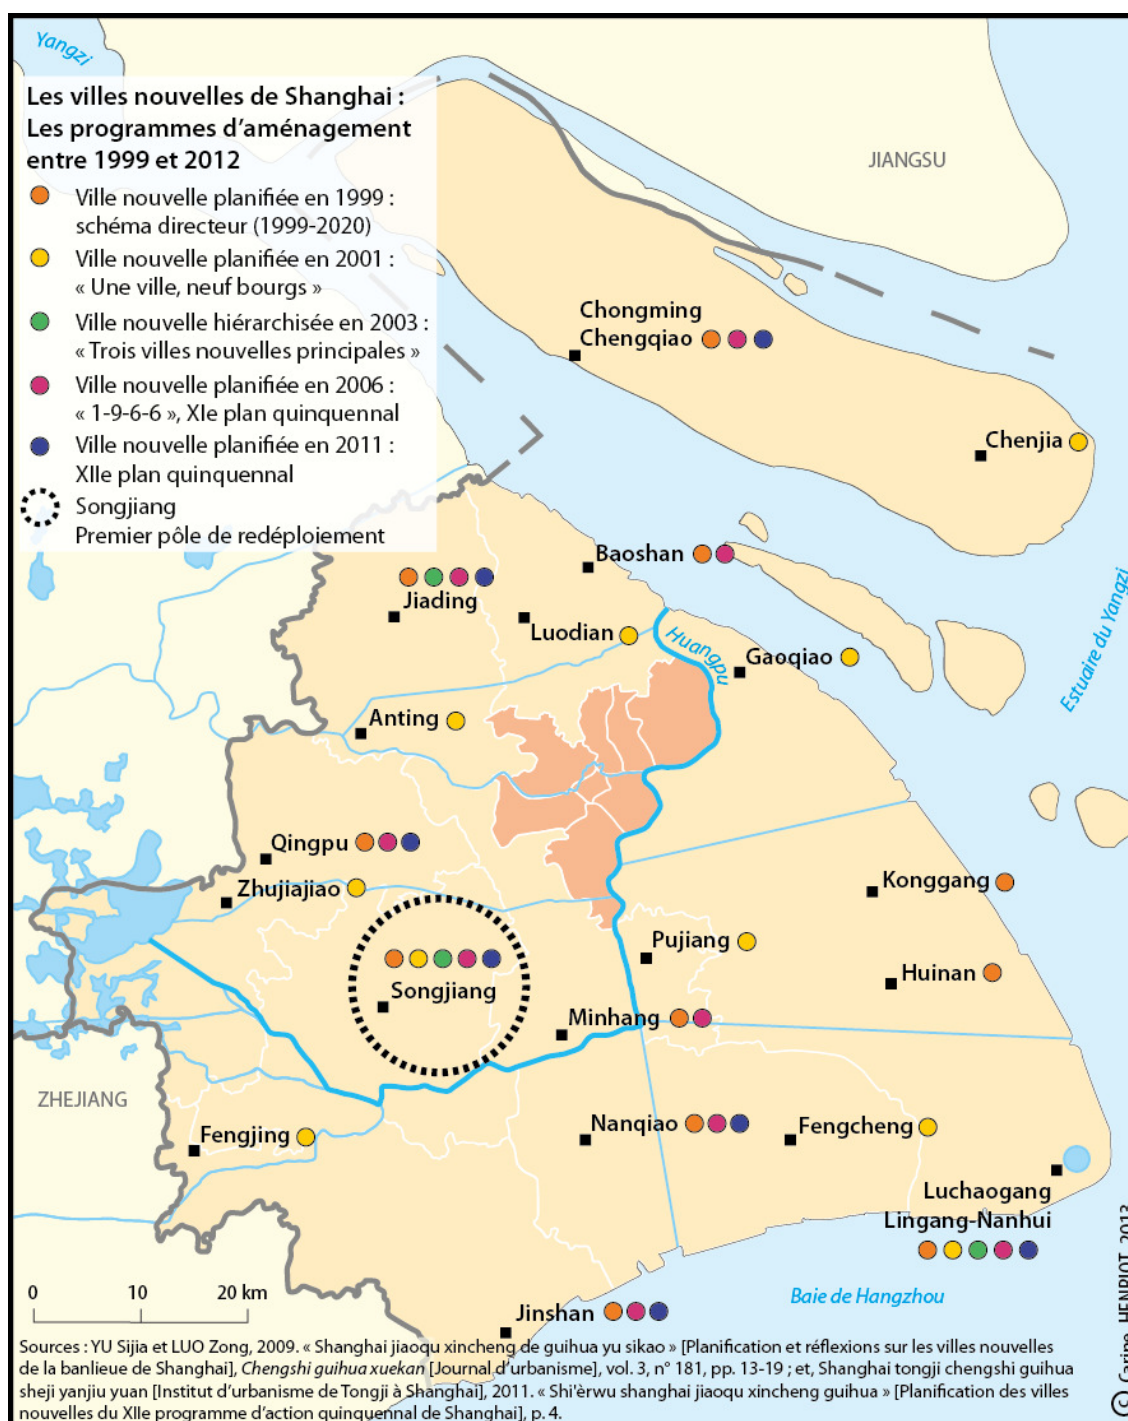 Yangzi
Les villes nouvelles de Shanghai :
Les programmes d'aménagement
entre 1999 et 2012
Ville nouvelle planifiée en 1999 :
schéma directeur (1999-2020)
Ville nouvelle planifiée en 2001 :
« Une ville, neuf bourgs »
Ville nouvelle hiérarchisée en 2003 :
« Trois villes nouvelles principales »
Ville nouvelle planifiée en 2006 :
« 1-9-6-6 », XIe plan quinquennal
Ville nouvelle planifiée en 2011 :
XIIe plan quinquennal
Songjiang
Premier pôle de redéploiement
JIANGSU
Chongming
Chengqiao
Chenjia
Baoshan
Jiading
Luodian
Huangpu
Gaoqiao
Estuaire du Yangzi
Anting
Qingpu
Zhujiajiao
Konggang
Pujiang
Huinan
Songjiang
Minhang
ZHEJIANG
Fengjing
Nanqiao
Fengcheng
Luchaogang
Lingang-Nanhui
0 10 20 km
Jinshan
Baie de Hangzhou
© Carine HENRIOT, 2013
Sources : YU Sijia et LUO Zong, 2009. « Shanghai jiaoqu xincheng de guihua yu sikao » [Planification et réflexions sur les villes nouvelles
de la banlieue de Shanghai], Chengshi guihua xuekan [Journal d'urbanisme], vol. 3, n° 181, pp. 13-19 ; et, Shanghai tongji chengshi guihua
sheji yanjiu yuan [Institut d'urbanisme de Tongji à Shanghai], 2011. « Shi'èrwu shanghai jiaoqu xincheng guihua » [Planification des villes
nouvelles du XIIe programme d'action quinquennal de Shanghai], p. 4.